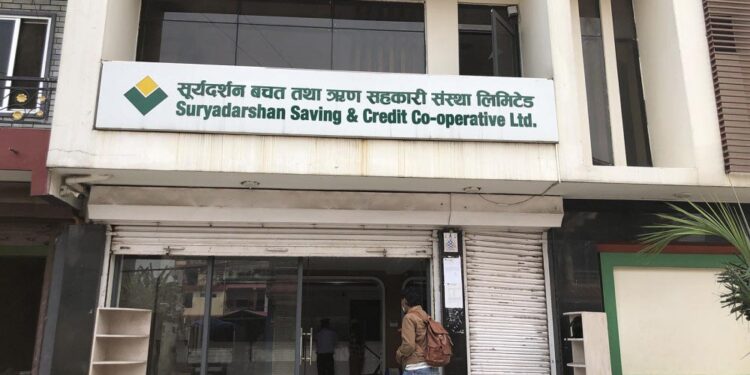 सूर्यदर्शन बचत तथा ऋण सहकारी संस्था लिमिटेड
Suryadarshan Saving & Credit Co-operative Ltd.